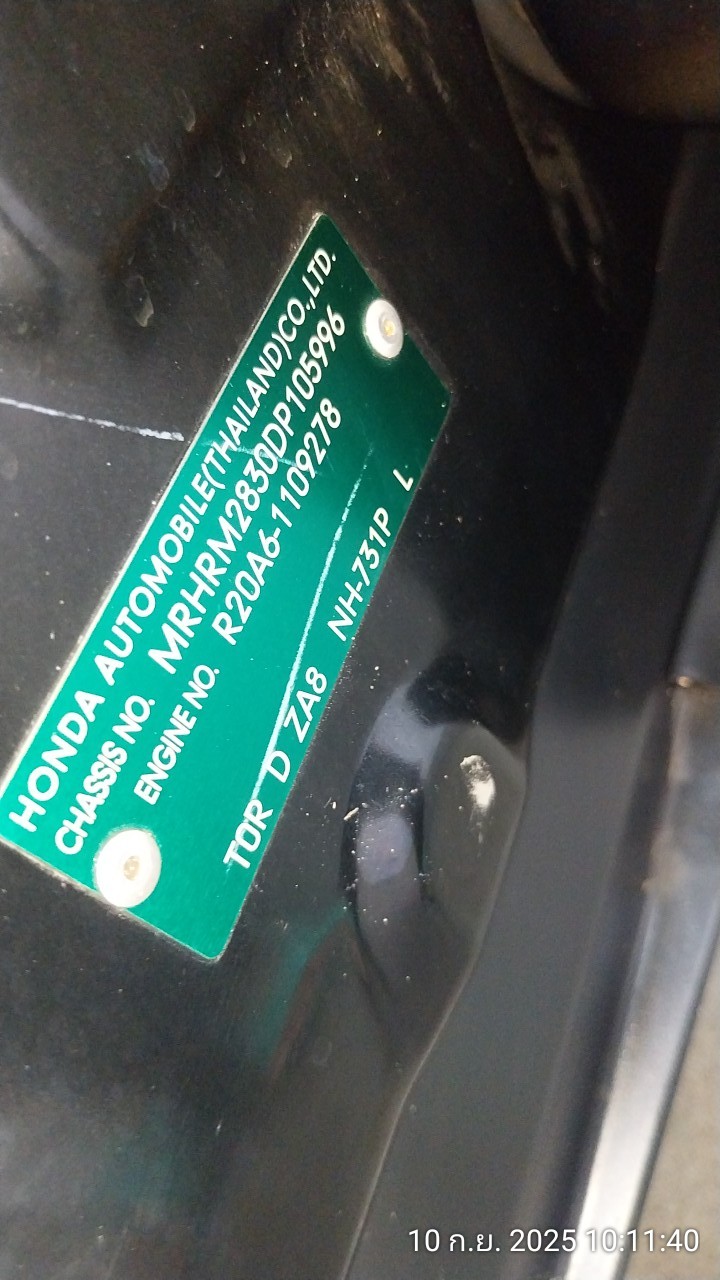 HONDA AUTOMOBILE(THAILAND)CO.,LTD.
CHASSIS NO. MRHRM2830DP105996
ENGINE NO. R20A6-1109278
TOR D ZA8 NH-731P L
10 ก.ย. 2025 10:11:40